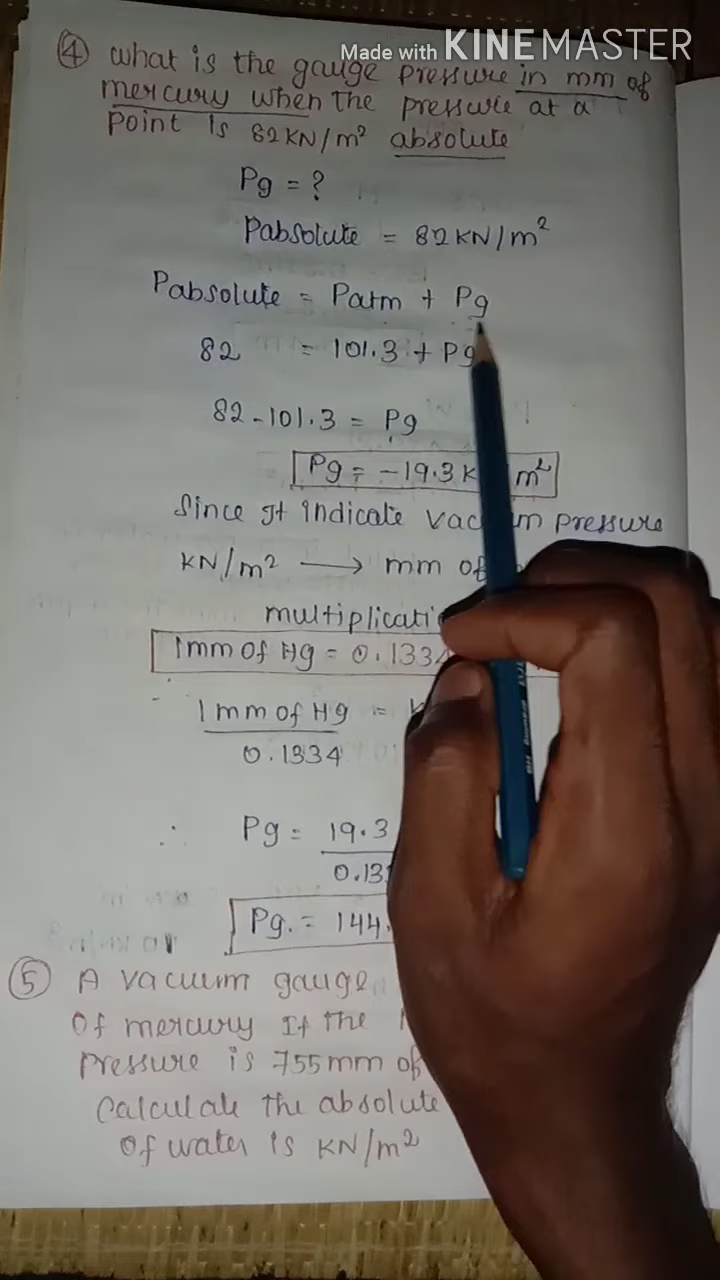 Made with KINEMASTER
④ What is the gauge pressure in mm of
mercury when the pressure at a
point is 82 KN/m² absolute
Pg = ?
Pabsolute = 82 KN/m²
Pabsolute = Patm + Pg
82 = 101.3 + Pg
82 - 101.3 = Pg
Pg = -19.3 K m²
Since It indicate vac m pressure
KN/m² → mm of
multiplicati
1mm of Hg = 0.1334
1 mm of Hg =
0.1334
∴ Pg = 19.3
0.13
Pg. = 144.
⑤ A vacuum gauge
Of mercury If the
pressure is 755mm of
Calculate the absolute
Of water is KN/m²